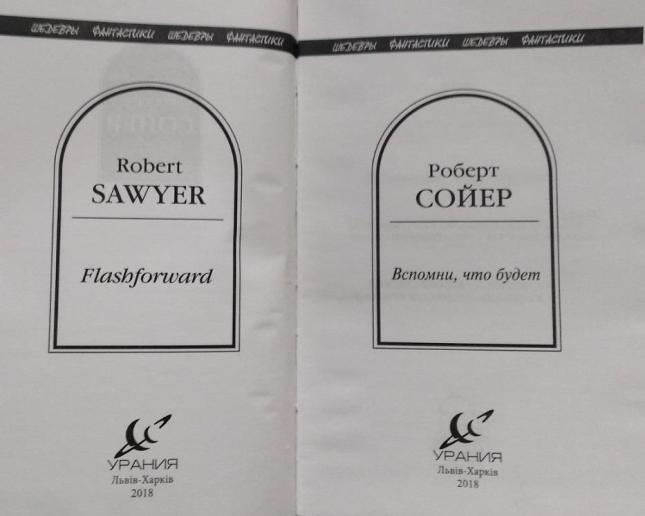 ШЕДЕВРЫ ФАНТАСТИКИ ШЕДЕВРЫ ФАНТАСТИКИ
Robert
SAWYER
Flashforward
УРАНИЯ
Львів-Харків
2018
ШЕДЕВРЫ ФАНТАСТИКИ ШЕДЕВРЫ ФАНТАСТИКИ
Роберт
СОЙЕР
Вспомни, что будет
УРАНИЯ
Львів-Харків
2018